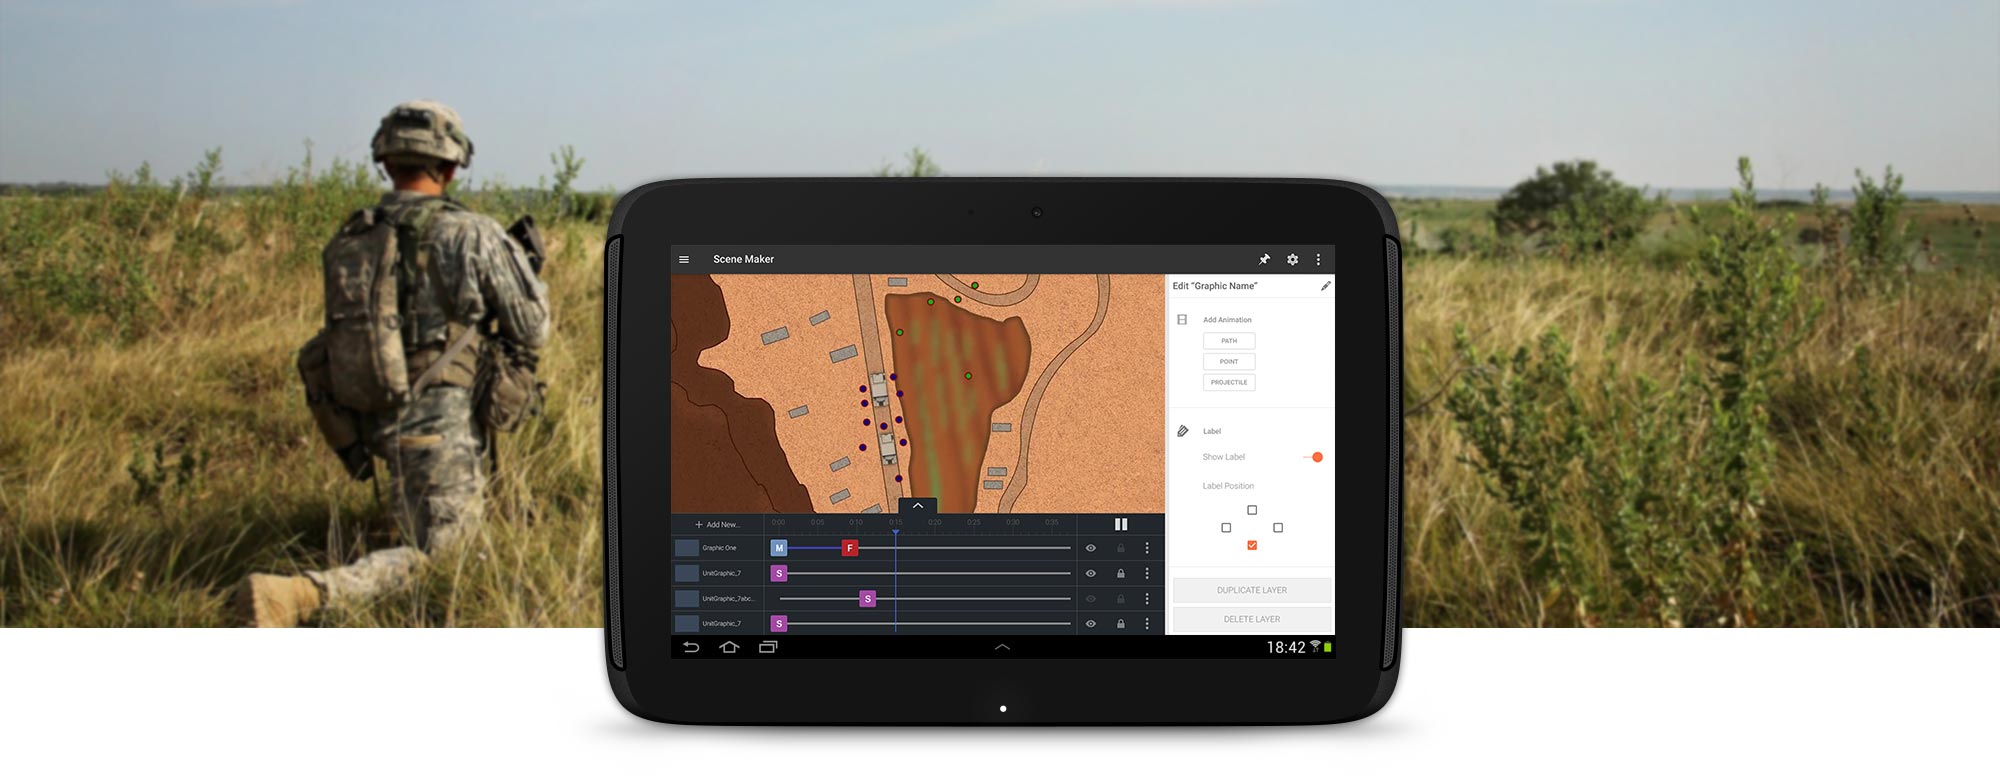 Scene Maker
Edit "Graphic Name"
Add Animation
PATH
POINT
PROJECTILE
Label
Show Label
Label Position
DUPLICATE LAYER
DELETE LAYER
+ Add New...
0:00 0:05 0:10 0:15 0:20 0:25 0:30 0:35
Graphic One M F
UnitGraphic_7 S
UnitGraphic_7abc... S
UnitGraphic_7 S
18:42